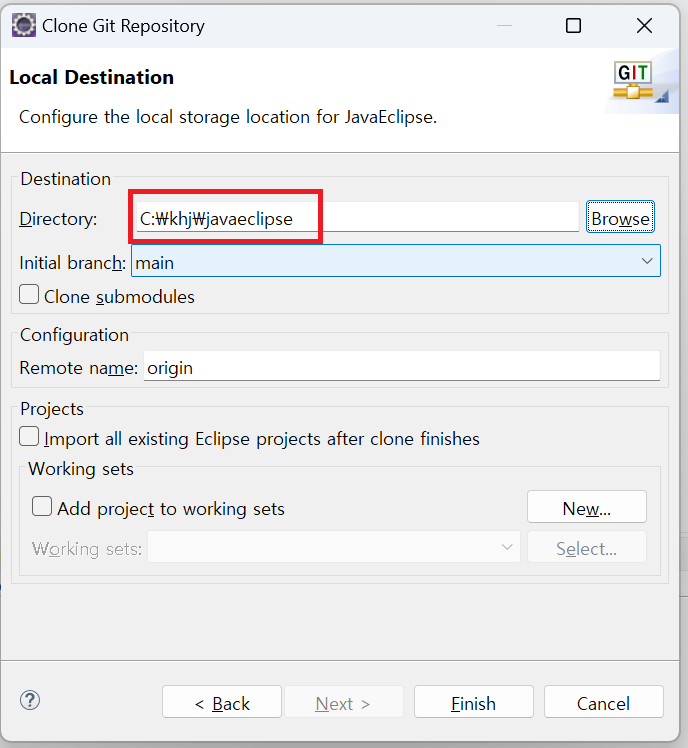 Clone Git Repository
Local Destination
GIT
Configure the local storage location for JavaEclipse.
Destination
Directory: C:₩khj₩javaeclipse Browse
Initial branch: main
Clone submodules
Configuration
Remote name: origin
Projects
Import all existing Eclipse projects after clone finishes
Working sets
Add project to working sets New...
Working sets: Select...
? < Back Next > Finish Cancel